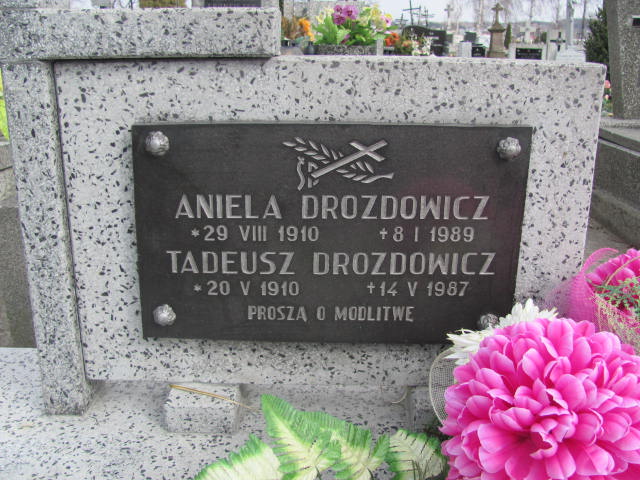 ANIELA DROZDOWICZ
*29 VIII 1910 +8 I 1989
TADEUSZ DROZDOWICZ
*20 V 1910 +14 V 1987
PROSZĄ O MODLITWĘ